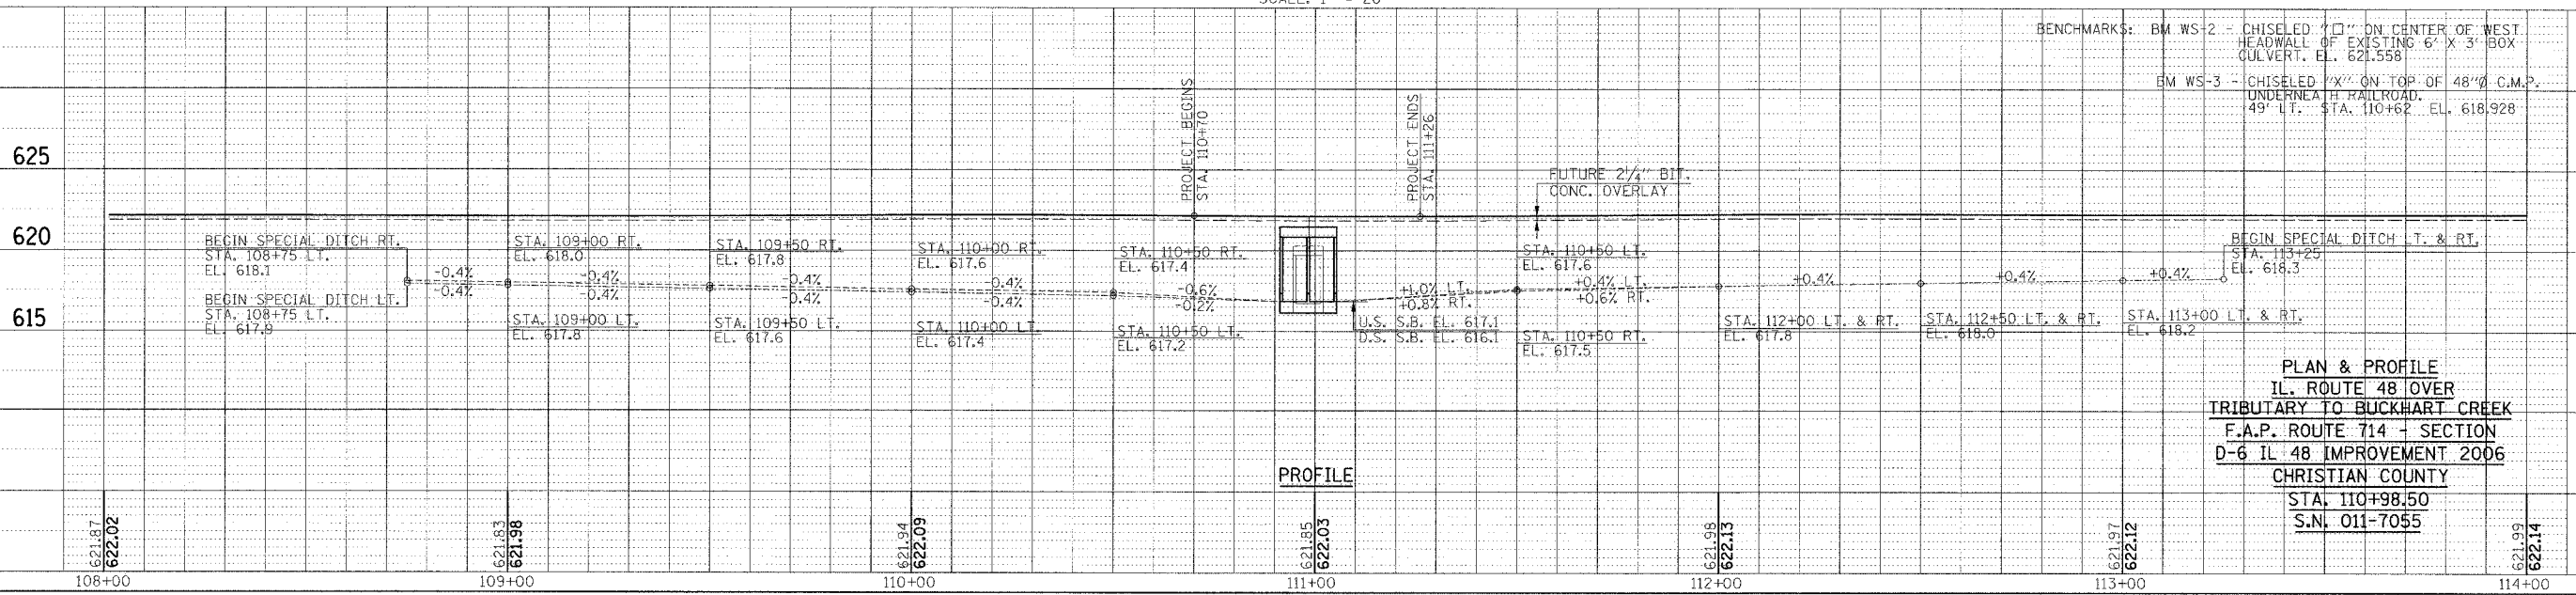 BENCHMARKS: BM WS-2 - CHISELED "□" ON CENTER OF WEST
HEADWALL OF EXISTING 6' X 3' BOX
CULVERT. EL. 621.558
BM WS-3 - CHISELED "X" ON TOP OF 48"Ø C.M.P.
UNDERNEATH RAILROAD.
49' LT. STA. 110+62 EL. 618.928
625
620
615
PROJECT BEGINS
STA. 110+70
PROJECT ENDS
STA. 111+26
FUTURE 2¼" BIT.
CONC. OVERLAY
BEGIN SPECIAL DITCH RT.
STA. 108+75 LT.
EL. 618.1
BEGIN SPECIAL DITCH LT.
STA. 108+75 LT.
EL. 617.9
-0.4%
-0.4%
STA. 109+00 RT.
EL. 618.0
-0.4%
-0.4%
STA. 109+00 LT.
EL. 617.8
STA. 109+50 RT.
EL. 617.8
-0.4%
-0.4%
STA. 109+50 LT.
EL. 617.6
STA. 110+00 RT.
EL. 617.6
-0.4%
-0.4%
STA. 110+00 LT.
EL. 617.4
STA. 110+50 RT.
EL. 617.4
-0.6%
-0.2%
STA. 110+50 LT.
EL. 617.2
+1.0% LT.
+0.8% RT.
U.S. S.B. EL. 617.1
D.S. S.B. EL. 616.1
STA. 110+50 LT.
EL. 617.6
+0.4% LT.
+0.6% RT.
STA. 110+50 RT.
EL. 617.5
STA. 112+00 LT. & RT.
EL. 617.8
+0.4%
STA. 112+50 LT. & RT.
EL. 618.0
+0.4%
STA. 113+00 LT. & RT.
EL. 618.2
+0.4%
BEGIN SPECIAL DITCH LT. & RT.
STA. 113+25
EL. 618.3
PROFILE
PLAN & PROFILE
IL. ROUTE 48 OVER
TRIBUTARY TO BUCKHART CREEK
F.A.P. ROUTE 714 - SECTION
D-6 IL 48 IMPROVEMENT 2006
CHRISTIAN COUNTY
STA. 110+98.50
S.N. 011-7055
621.87
622.02
621.83
621.98
621.94
622.09
621.85
622.03
621.98
622.13
621.97
622.12
621.99
622.14
108+00
109+00
110+00
111+00
112+00
113+00
114+00